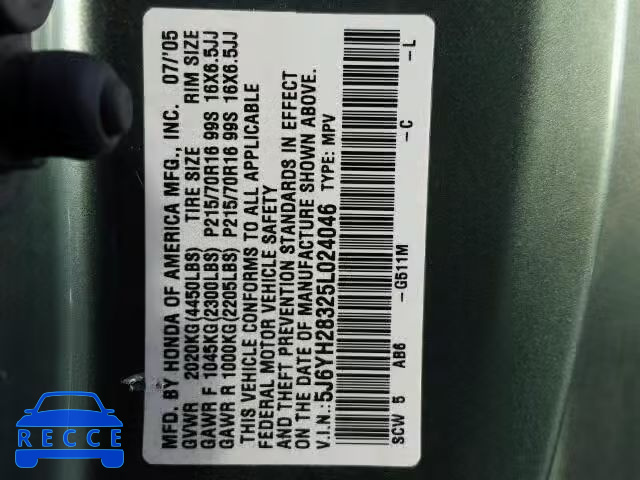 MFD. BY HONDA OF AMERICA MFG., INC. 07/'05
GVWR 2020KG(4450LBS) TIRE SIZE RIM SIZE
GAWR F 1045KG(2300LBS) P215/70R16 99S 16X6.5JJ
GAWR R 1000KG(2205LBS) P215/70R16 99S 16X6.5JJ
THIS VEHICLE CONFORMS TO ALL APPLICABLE
FEDERAL MOTOR VEHICLE SAFETY
AND THEFT PREVENTION STANDARDS IN EFFECT
ON THE DATE OF MANUFACTURE SHOWN ABOVE.
V.I.N.: 5J6YH28325L024046 TYPE: MPV
SCW 5 AB6 -G511M -C -L
RECCE